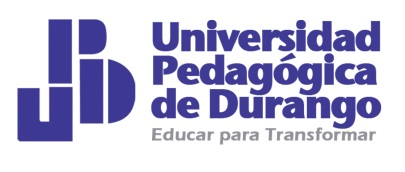 Universidad
Pedagógica
de Durango
Educar para Transformar